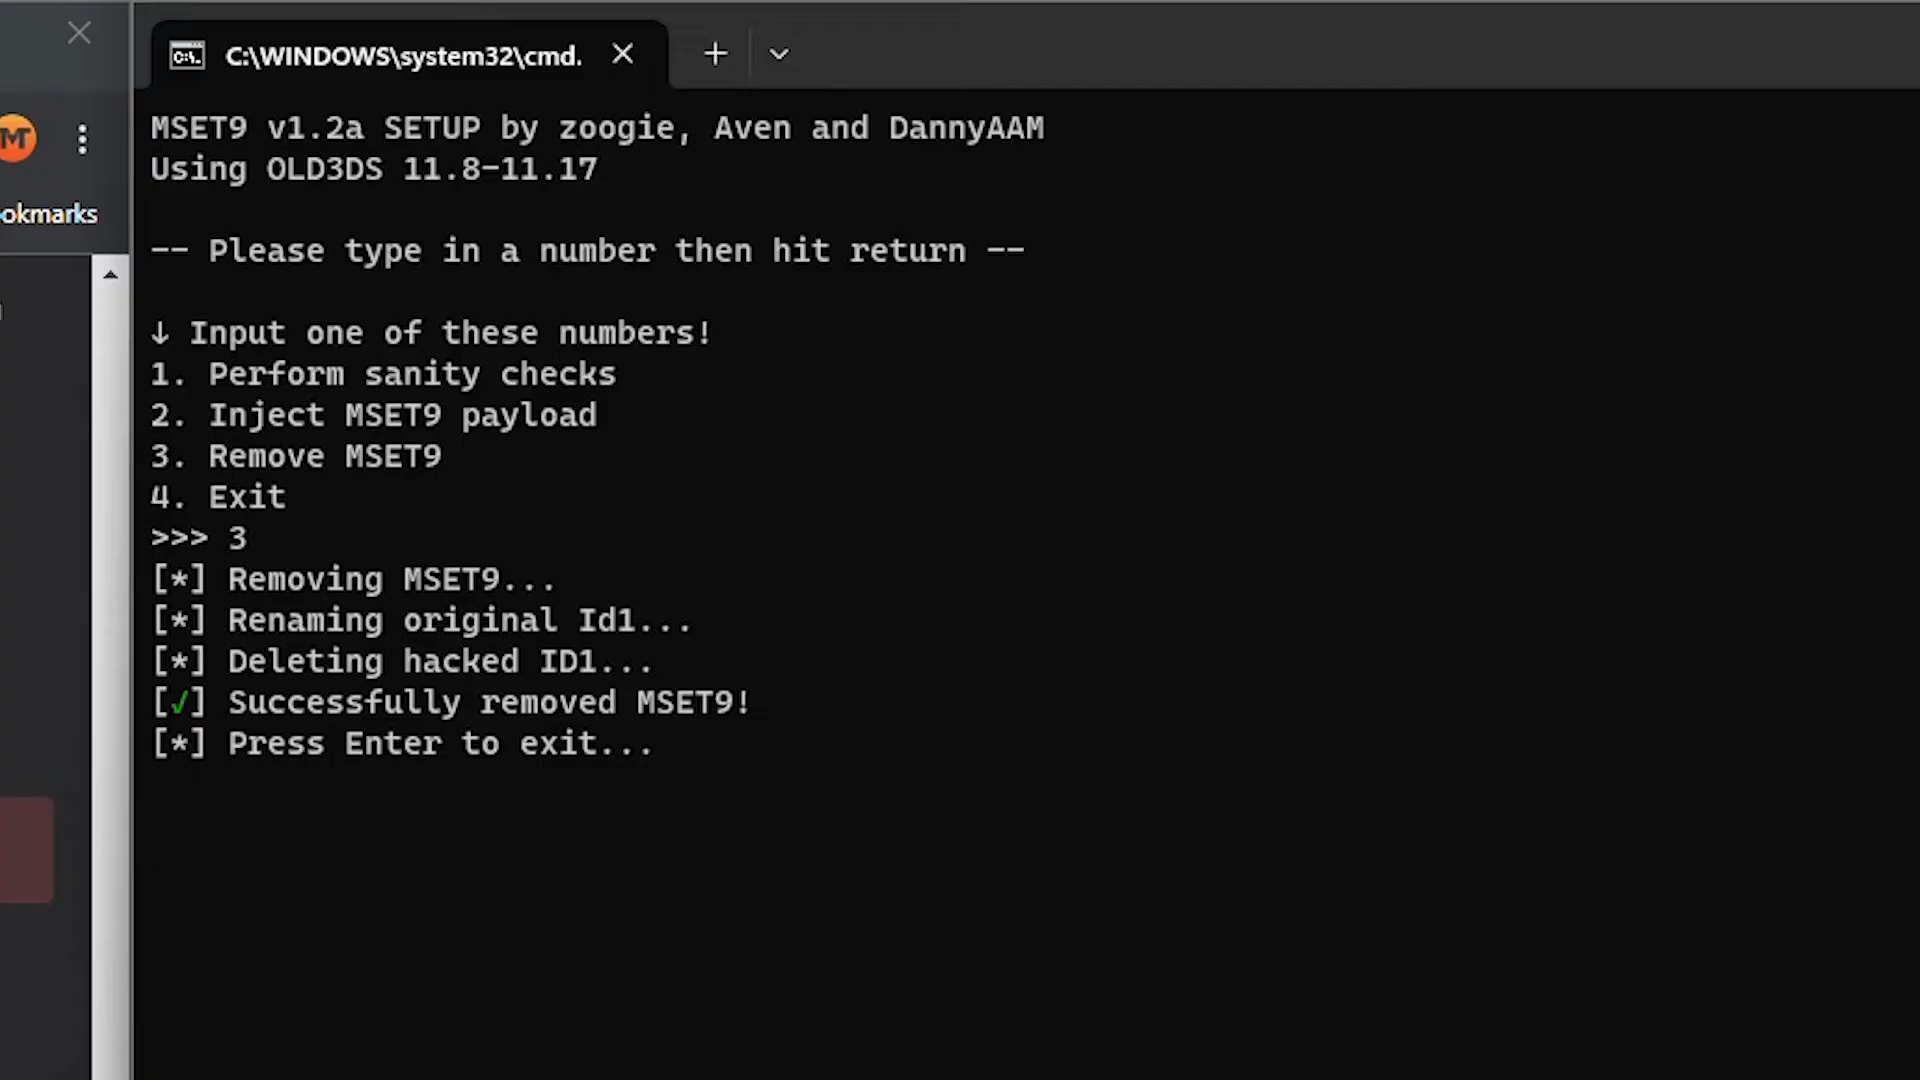 C:\WINDOWS\system32\cmd.
MSET9 v1.2a SETUP by zoogie, Aven and DannyAAM
Using OLD3DS 11.8-11.17
okmarks
-- Please type in a number then hit return --
↓ Input one of these numbers!
1. Perform sanity checks
2. Inject MSET9 payload
3. Remove MSET9
4. Exit
>>> 3
[*] Removing MSET9...
[*] Renaming original Id1...
[*] Deleting hacked ID1...
[√] Successfully removed MSET9!
[*] Press Enter to exit...